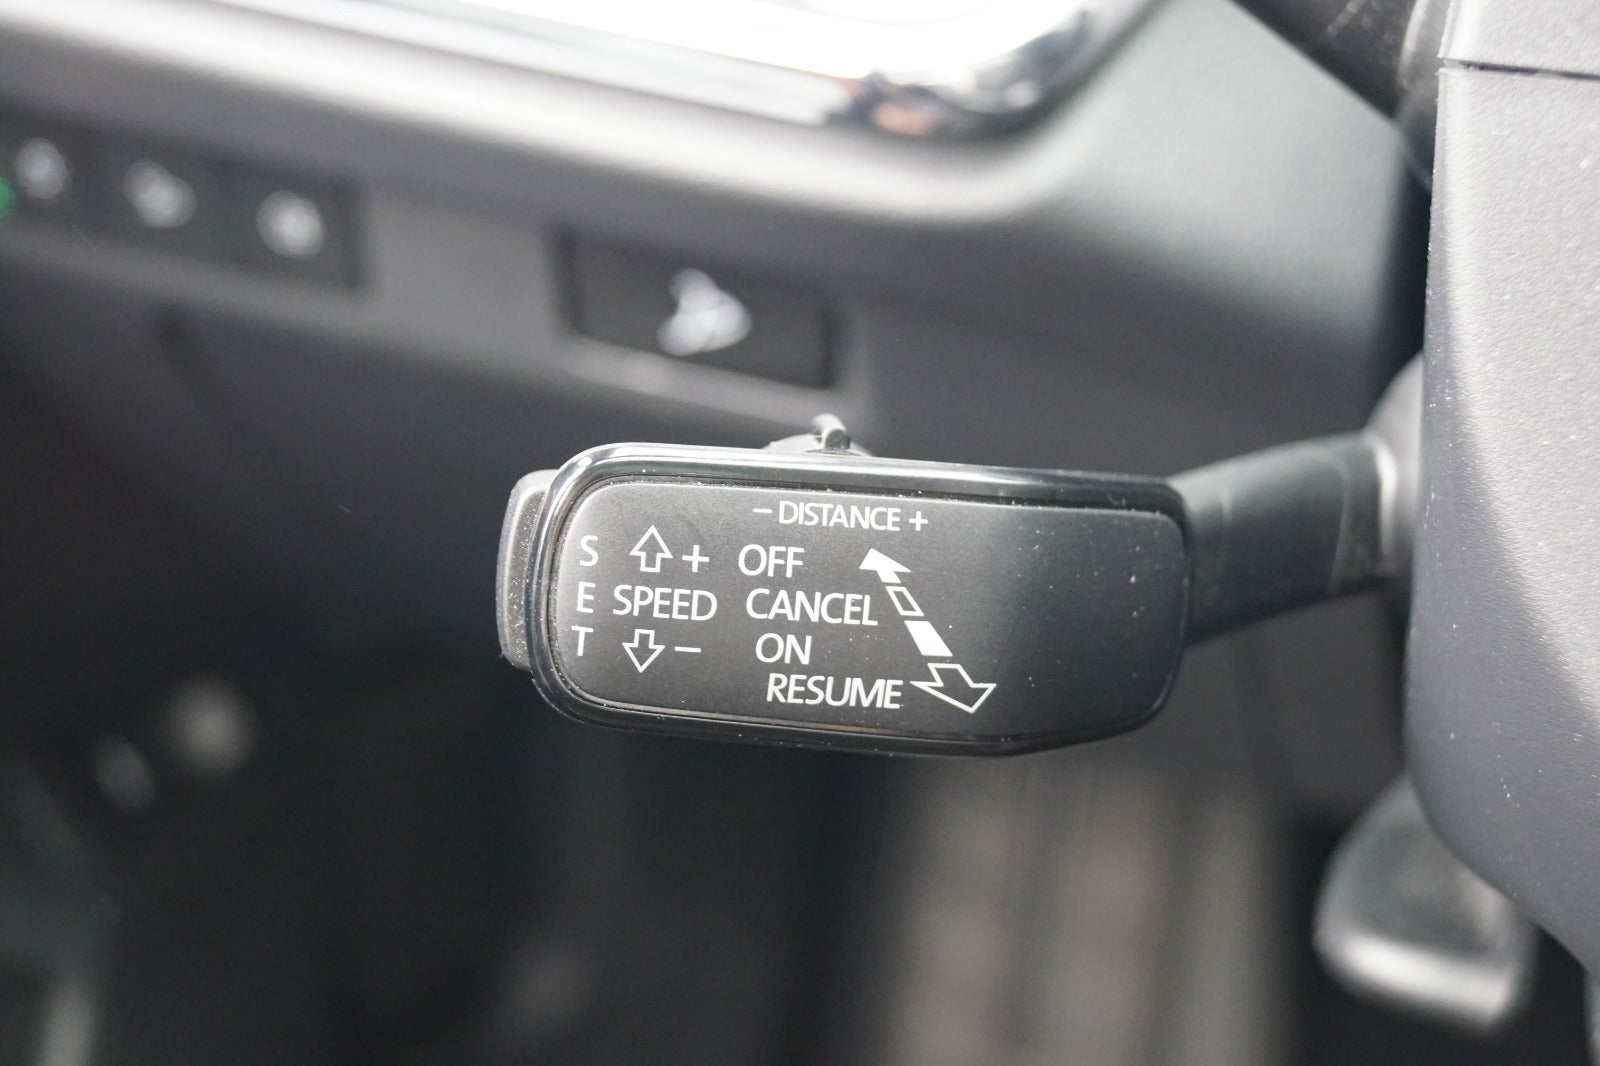 – DISTANCE +
S + OFF
E SPEED CANCEL
T – ON
RESUME